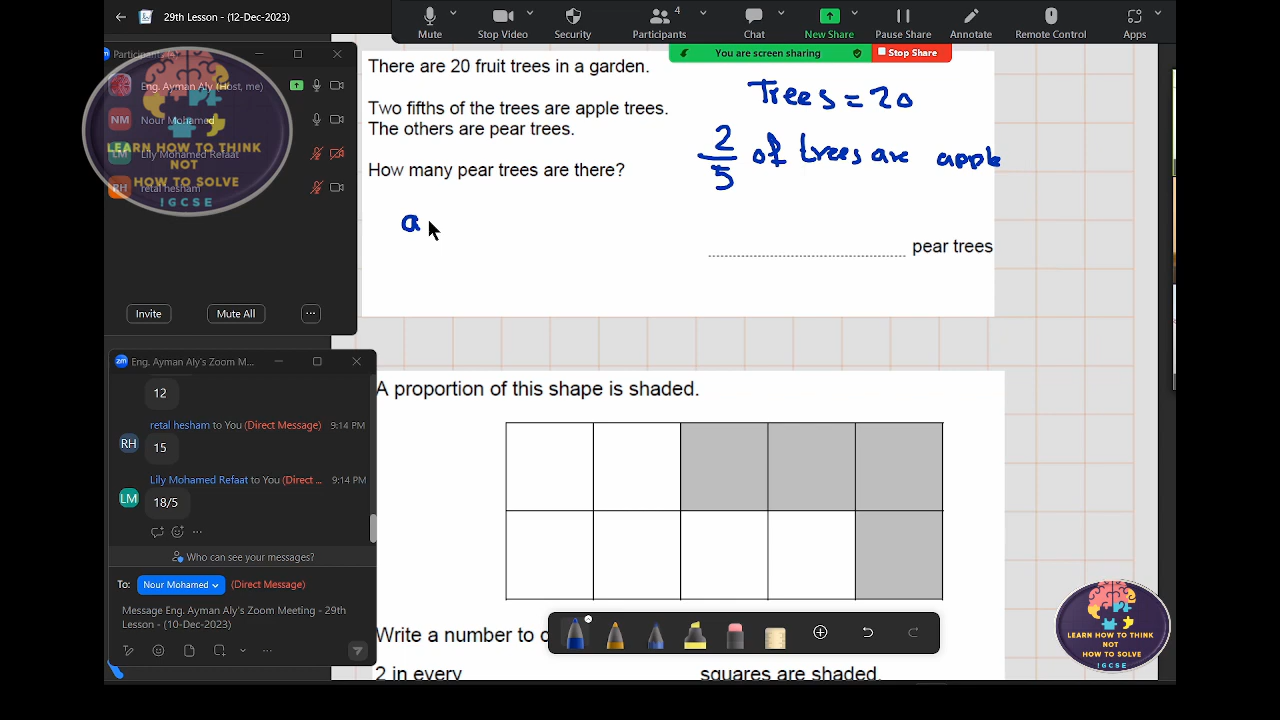 29th Lesson - (12-Dec-2023)
Mute
Stop Video
Security
4
Participants
Chat
New Share
Pause Share
Annotate
Remote Control
Apps
You are screen sharing
Stop Share
Eng. Ayman Aly (Host, me)
NM Nour Mohamed
LM Lily Mohamed Refaat
RH retal hesham
LEARN HOW TO THINK
NOT
HOW TO SOLVE
IGCSE
Invite
Mute All
zm Eng. Ayman Aly's Zoom M...
12
retal hesham to You (Direct Message) 9:14 PM
RH 15
Lily Mohamed Refaat to You (Direct ... 9:14 PM
LM 18/5
Who can see your messages?
To: Nour Mohamed (Direct Message)
Message Eng. Ayman Aly's Zoom Meeting - 29th
Lesson - (10-Dec-2023)
There are 20 fruit trees in a garden.
Two fifths of the trees are apple trees.
The others are pear trees.
How many pear trees are there?
Trees = 20
2/5 of trees are apple
a
pear trees
A proportion of this shape is shaded.
Write a number to
2 in every squares are shaded.
LEARN HOW TO THINK
NOT
HOW TO SOLVE
IGCSE